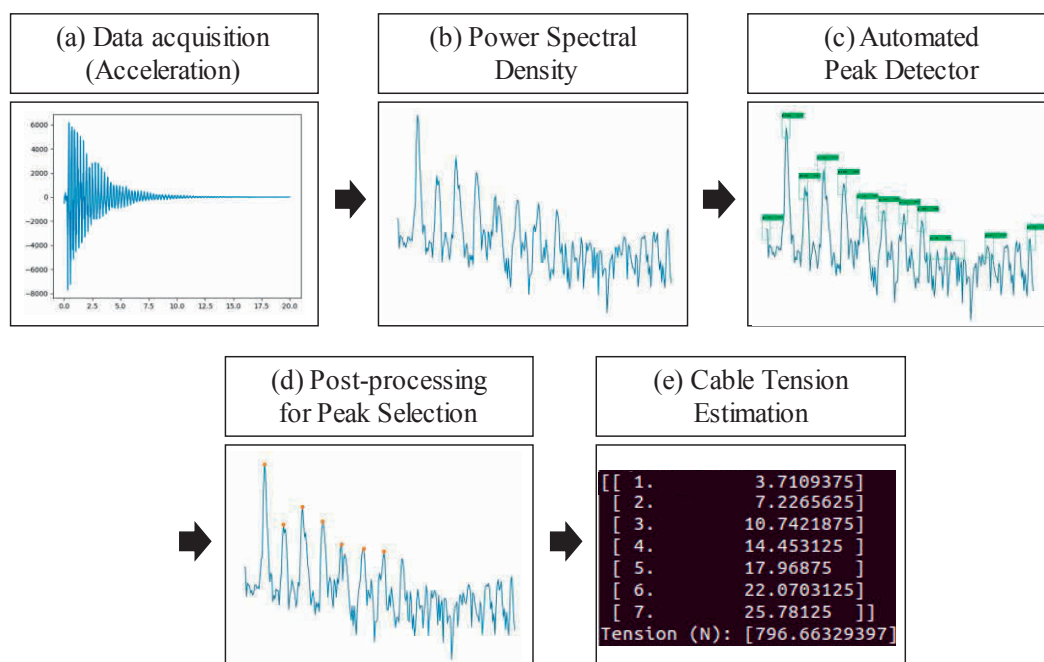 (a) Data acquisition
(Acceleration)
(b) Power Spectral
Density
(c) Automated
Peak Detector
6000
4000
2000
0
−2000
−4000
−6000
−8000
0.0 2.5 5.0 7.5 10.0 12.5 15.0 17.5 20.0
(d) Post-processing
for Peak Selection
(e) Cable Tension
Estimation
[[ 1. 3.7109375]
[ 2. 7.2265625]
[ 3. 10.7421875]
[ 4. 14.453125 ]
[ 5. 17.96875 ]
[ 6. 22.0703125]
[ 7. 25.78125 ]]
Tension (N): [796.66329397]